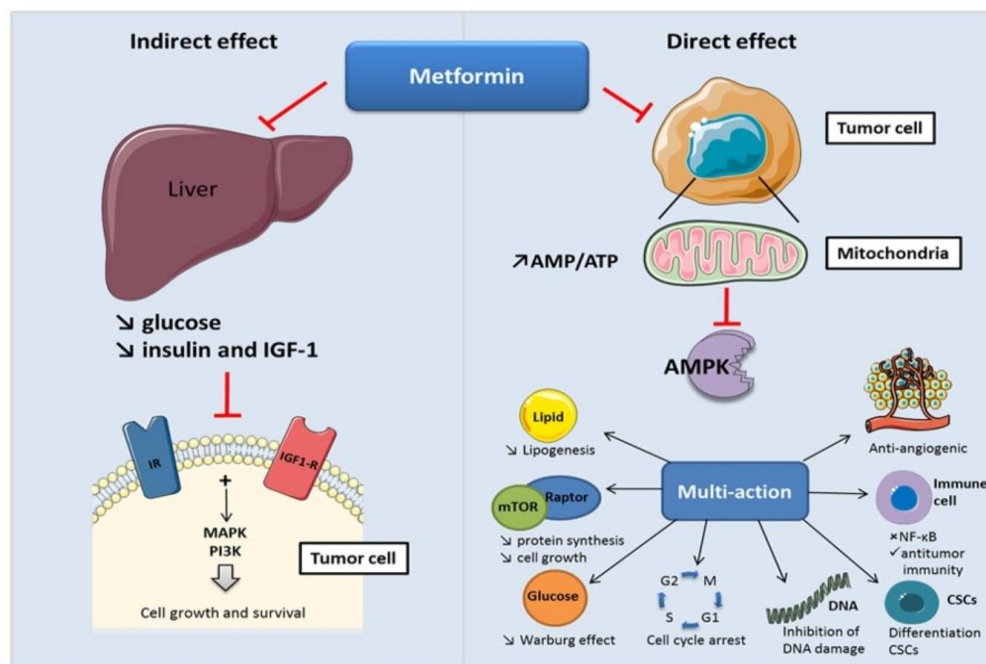 Indirect effect
Metformin
Direct effect
Liver
↘ glucose
↘ insulin and IGF-1
IR
IGF1-R
+
MAPK
PI3K
Tumor cell
Cell growth and survival
Tumor cell
↗AMP/ATP
Mitochondria
AMPK
Lipid
↘ Lipogenesis
mTOR
Raptor
↘ protein synthesis
↘ cell growth
Glucose
↘ Warburg effect
Multi-action
G2
M
S
G1
Cell cycle arrest
DNA
Inhibition of
DNA damage
Anti-angiogenic
Immune
cell
×NF-κB
✓antitumor
immunity
CSCs
Differentiation
CSCs